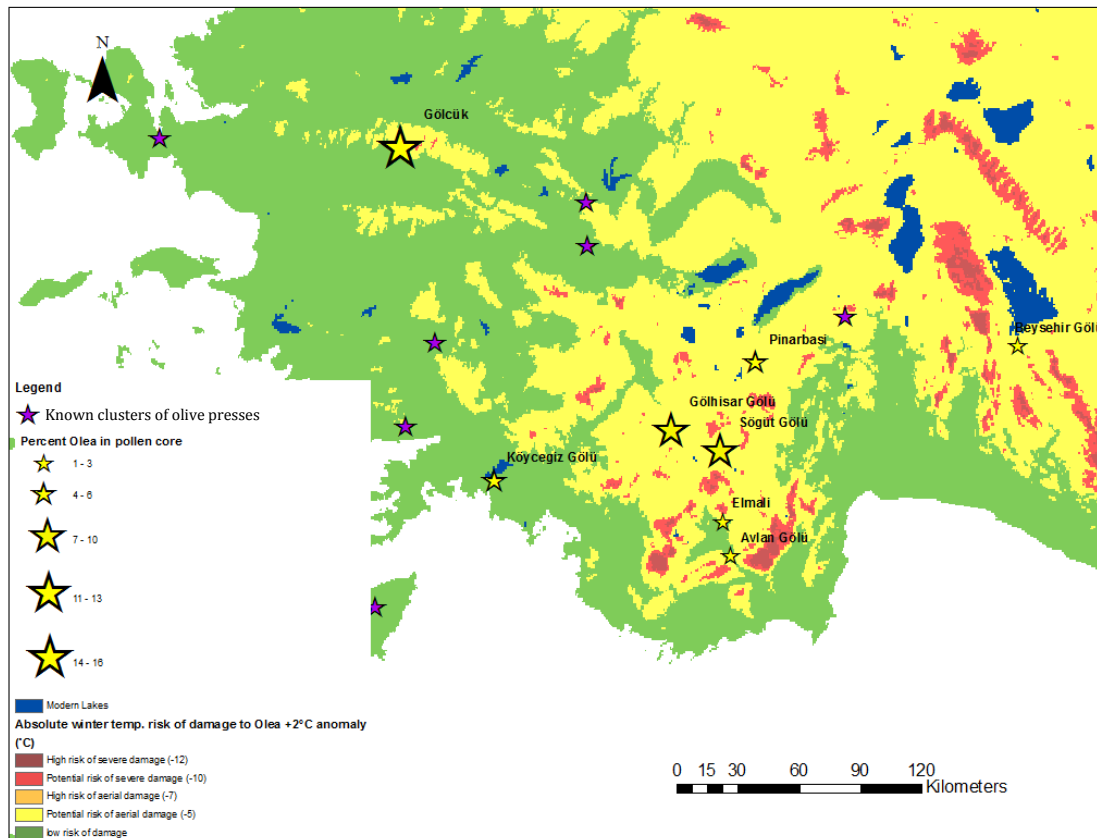 N
Gölcük
Beysehir Gölü
Pinarbasi
Gölhisar Gölü
Sögüt Gölü
Köycegiz Gölü
Elmali
Avlan Gölü
Legend
Known clusters of olive presses
Percent Olea in pollen core
1 - 3
4 - 6
7 - 10
11 - 13
14 - 16
Modern Lakes
Absolute winter temp. risk of damage to Olea +2°C anomaly
(°C)
High risk of severe damage (-12)
Potential risk of severe damage (-10)
High risk of aerial damage (-7)
Potential risk of aerial damage (-5)
low risk of damage
0 15 30 60 90 120
Kilometers